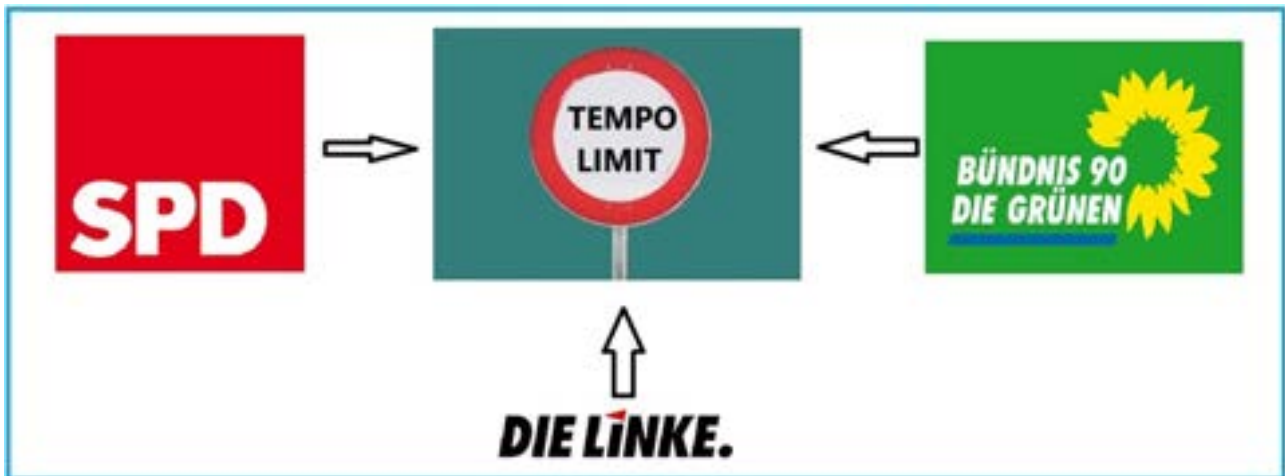 SPD
TEMPO
LIMIT
BÜNDNIS 90
DIE GRÜNEN
DIE LINKE.